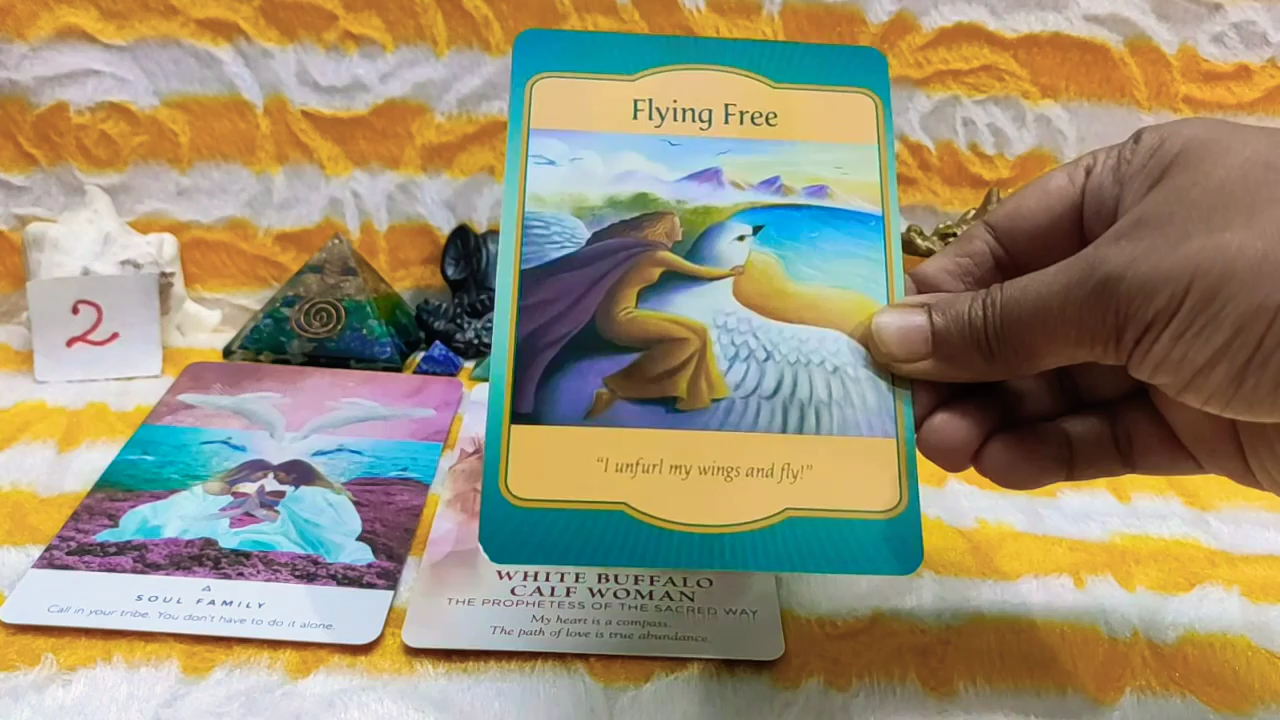 Flying Free
"I unfurl my wings and fly!"
2
SOUL FAMILY
Call in your tribe. You don't have to do it alone.
WHITE BUFFALO
CALF WOMAN
THE PROPHETESS OF THE SACRED WAY
My heart is a compass.
The path of love is true abundance.